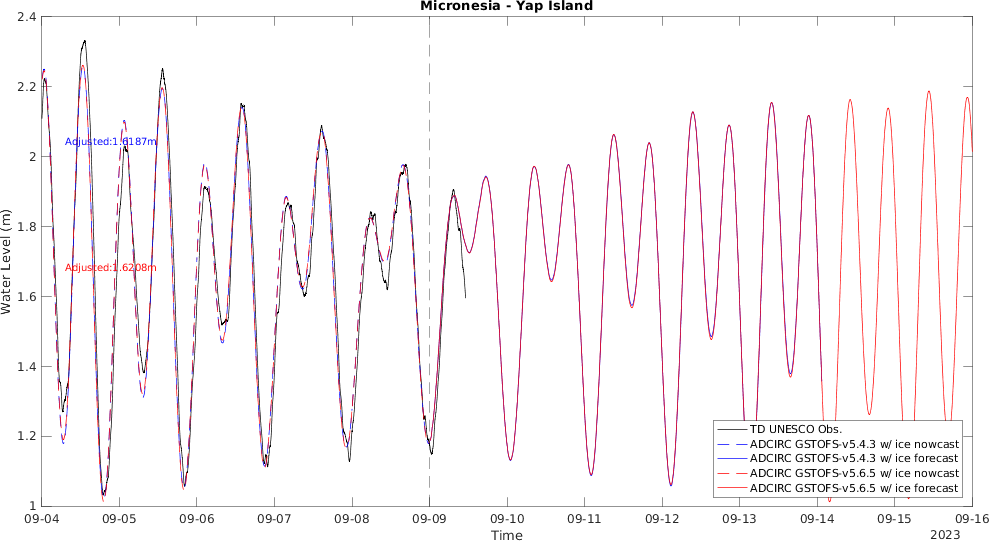 Micronesia - Yap Island
2.4
2.2
2
1.8
1.6
1.4
1.2
1
Water Level (m)
Adjusted:1.6187m
Adjusted:1.6208m
TD UNESCO Obs.
ADCIRC GSTOFS-v5.4.3 w/ ice nowcast
ADCIRC GSTOFS-v5.4.3 w/ ice forecast
ADCIRC GSTOFS-v5.6.5 w/ ice nowcast
ADCIRC GSTOFS-v5.6.5 w/ ice forecast
09-04 09-05 09-06 09-07 09-08 09-09 09-10 09-11 09-12 09-13 09-14 09-15 09-16
Time
2023